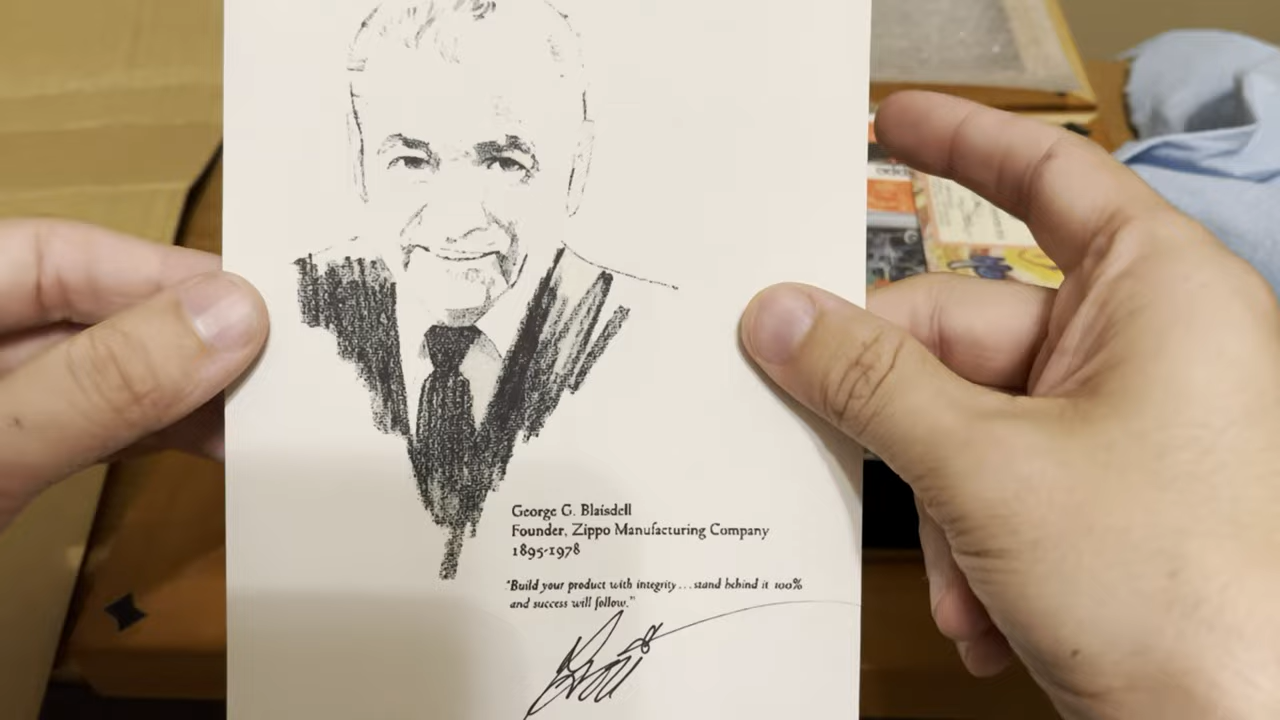 George G. Blaisdell
Founder, Zippo Manufacturing Company
1895-1978
"Build your product with integrity...stand behind it 100%
and success will follow."